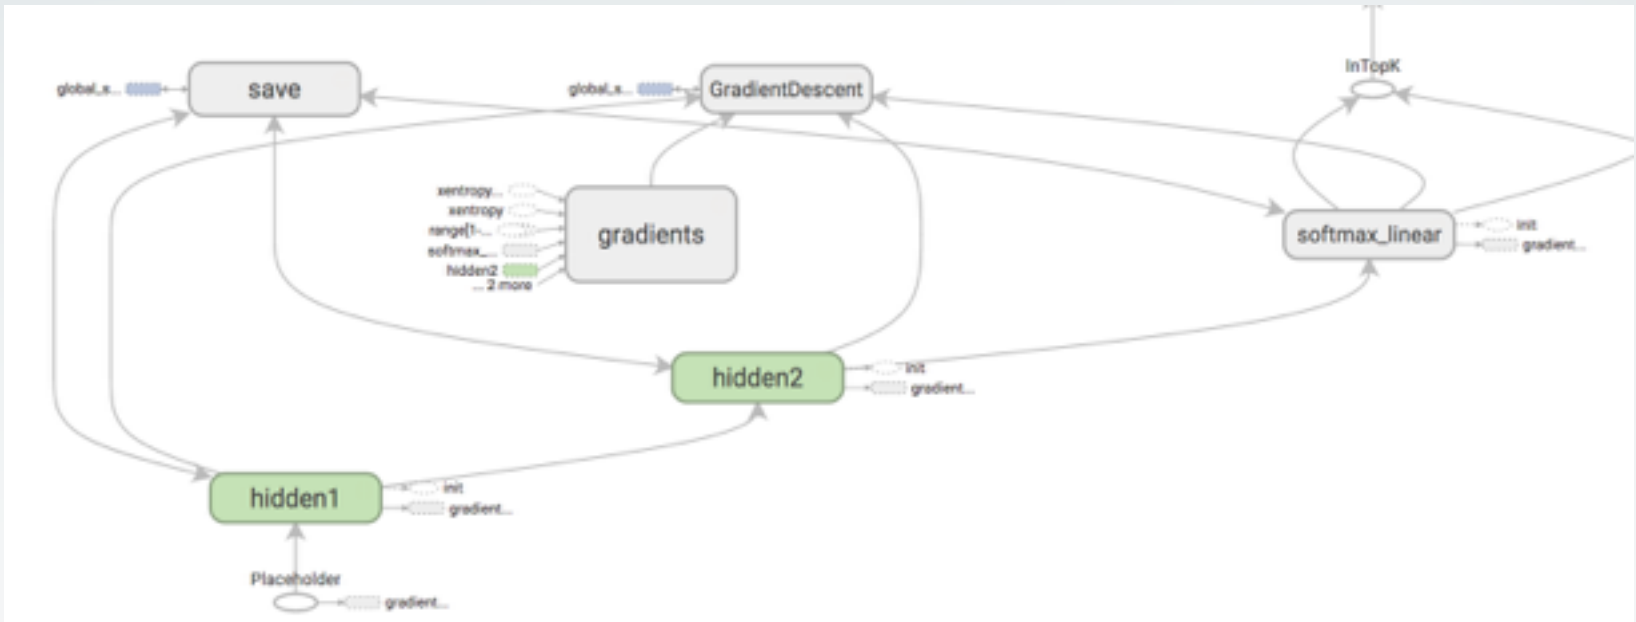 InTopK
global_s...
save
global_s...
GradientDescent
xentropy...
xentropy
range[1-...
softmax_...
hidden2
... 2 more
gradients
softmax_linear
init
gradient...
hidden2
init
gradient...
hidden1
init
gradient...
Placeholder
gradient...